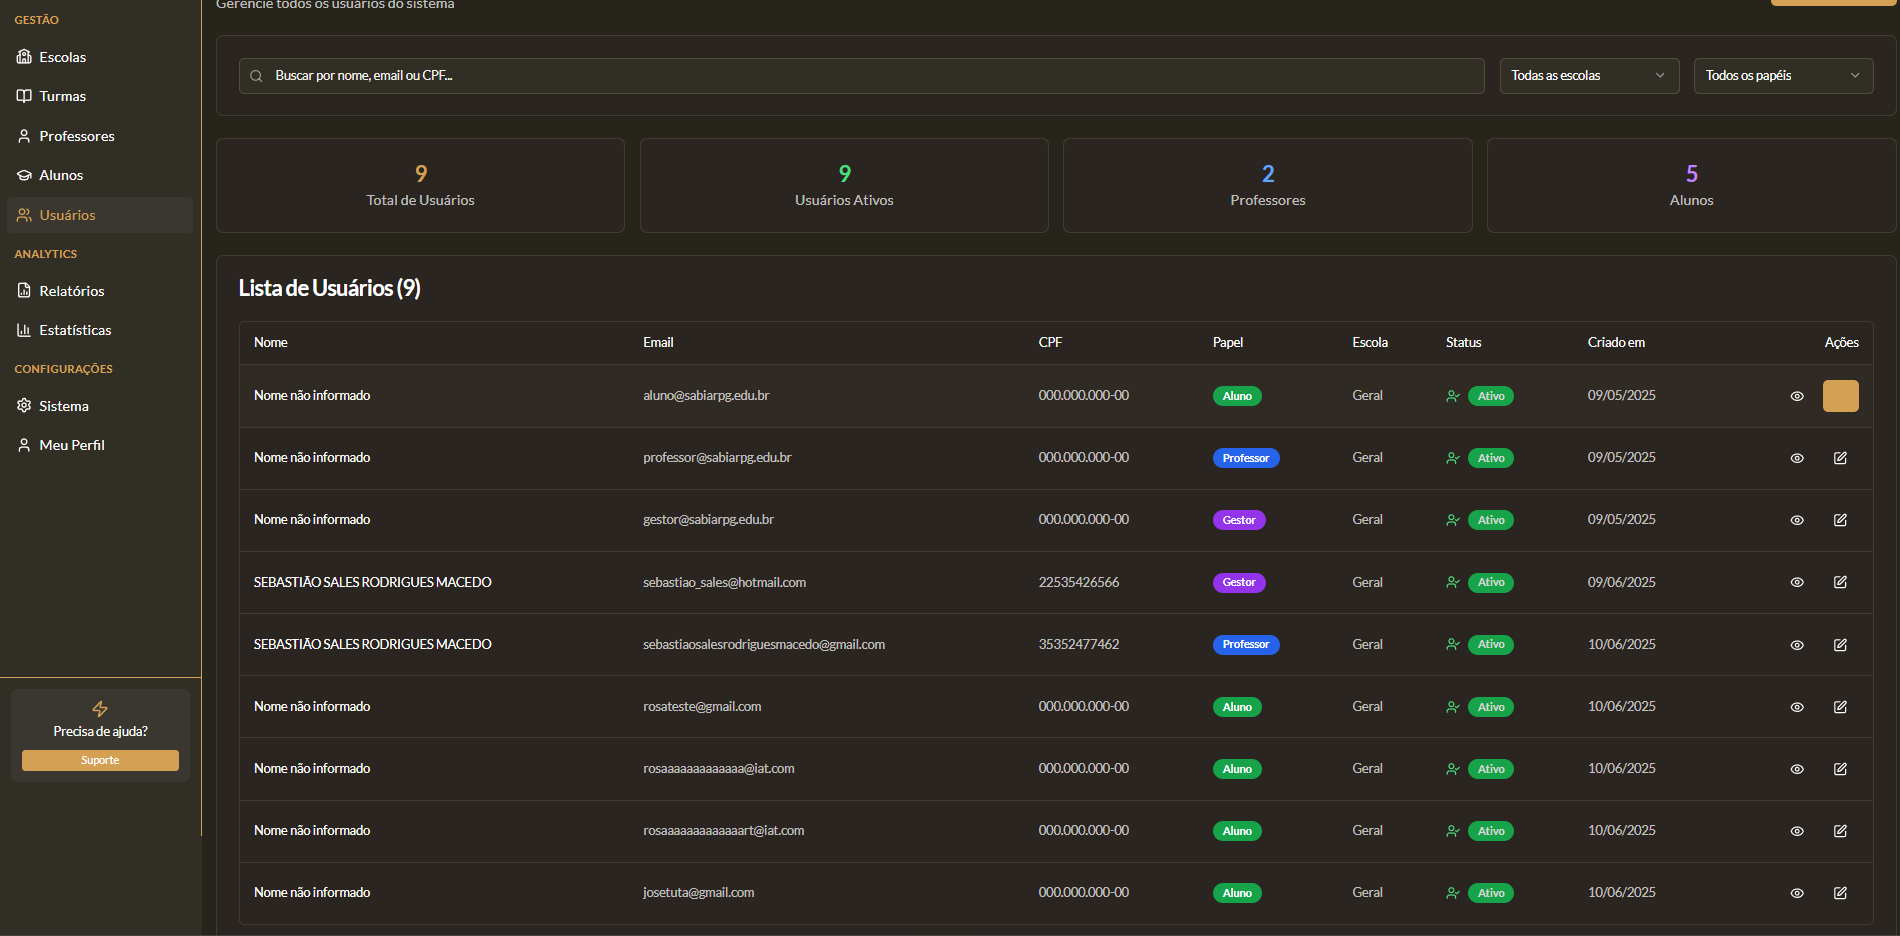 GESTÃO
Escolas
Turmas
Professores
Alunos
Usuários
ANALYTICS
Relatórios
Estatísticas
CONFIGURAÇÕES
Sistema
Meu Perfil
Precisa de ajuda?
Suporte
Gerencie todos os usuários do sistema
Buscar por nome, email ou CPF... Todas as escolas Todos os papéis
9 9 2 5
Total de Usuários Usuários Ativos Professores Alunos
Lista de Usuários (9)
Nome Email CPF Papel Escola Status Criado em Ações
Nome não informado aluno@sabiarpg.edu.br 000.000.000-00 Aluno Geral Ativo 09/05/2025
Nome não informado professor@sabiarpg.edu.br 000.000.000-00 Professor Geral Ativo 09/05/2025
Nome não informado gestor@sabiarpg.edu.br 000.000.000-00 Gestor Geral Ativo 09/05/2025
SEBASTIÃO SALES RODRIGUES MACEDO sebastiao_sales@hotmail.com 22535426566 Gestor Geral Ativo 09/06/2025
SEBASTIÃO SALES RODRIGUES MACEDO sebastiaosalesrodriguesmacedo@gmail.com 35352477462 Professor Geral Ativo 10/06/2025
Nome não informado rosateste@gmail.com 000.000.000-00 Aluno Geral Ativo 10/06/2025
Nome não informado rosaaaaaaaaaaaaa@iat.com 000.000.000-00 Aluno Geral Ativo 10/06/2025
Nome não informado rosaaaaaaaaaaaaart@iat.com 000.000.000-00 Aluno Geral Ativo 10/06/2025
Nome não informado josetuta@gmail.com 000.000.000-00 Aluno Geral Ativo 10/06/2025